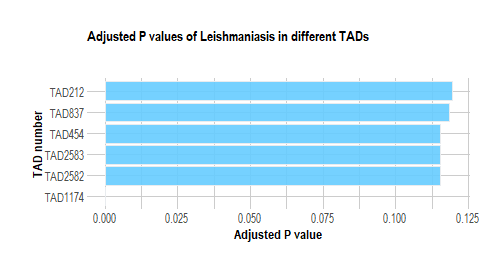 Adjusted P values of Leishmaniasis in different TADs
TAD212
TAD837
TAD454
TAD2583
TAD2582
TAD1174
TAD number
0.000 0.025 0.050 0.075 0.100 0.125
Adjusted P value